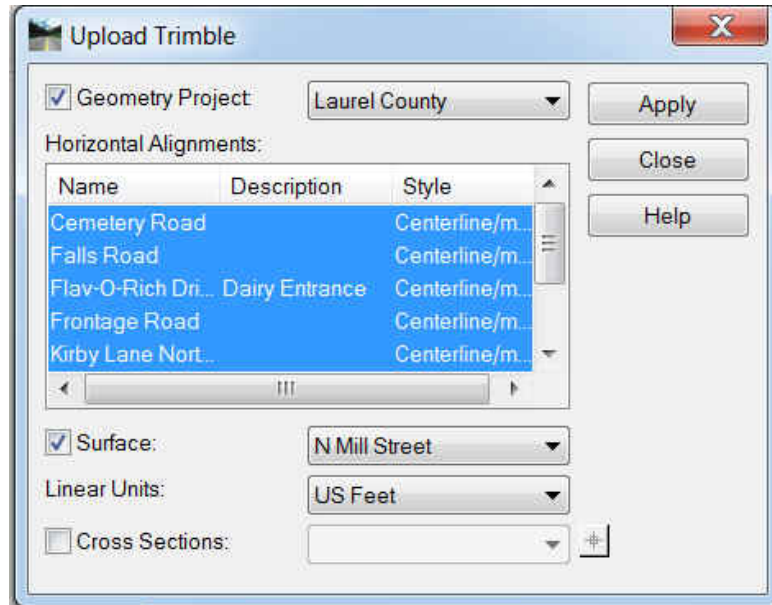 Upload Trimble
Geometry Project: Laurel County
Apply
Horizontal Alignments:
Close
Name Description Style
Help
Cemetery Road Centerline/m...
Falls Road Centerline/m...
Flav-O-Rich Dri... Dairy Entrance Centerline/m...
Frontage Road Centerline/m...
Kirby Lane Nort... Centerline/m...
Surface: N Mill Street
Linear Units: US Feet
Cross Sections: